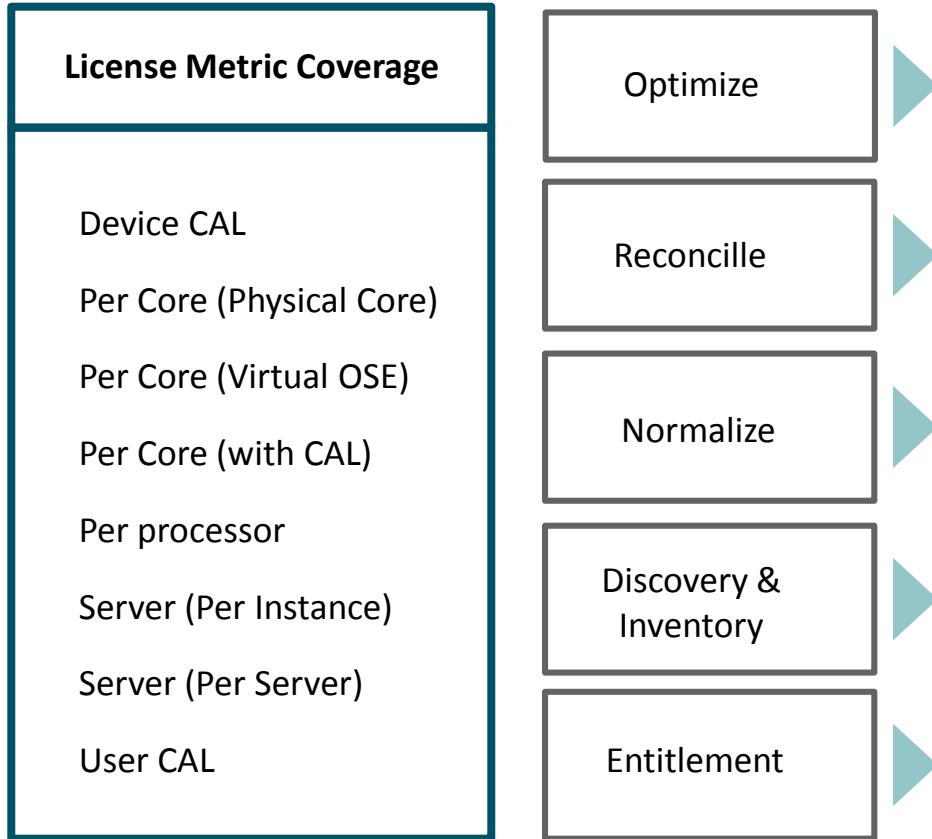 License Metric Coverage
Device CAL
Per Core (Physical Core)
Per Core (Virtual OSE)
Per Core (with CAL)
Per processor
Server (Per Instance)
Server (Per Server)
User CAL
Optimize
Reconcille
Normalize
Discovery &
Inventory
Entitlement